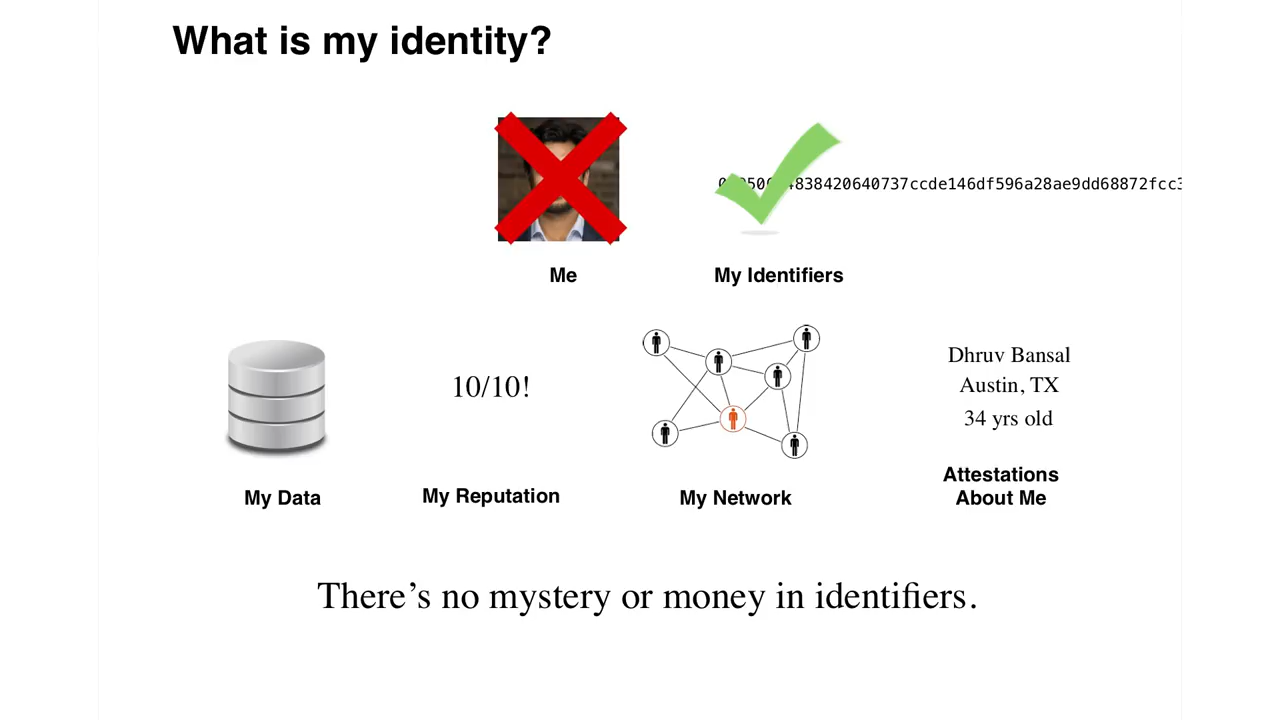 What is my identity?
838420640737ccde146df596a28ae9dd68872fcc3
Me
My Identifiers
10/10!
Dhruv Bansal
Austin, TX
34 yrs old
My Data
My Reputation
My Network
Attestations
About Me
There's no mystery or money in identifiers.